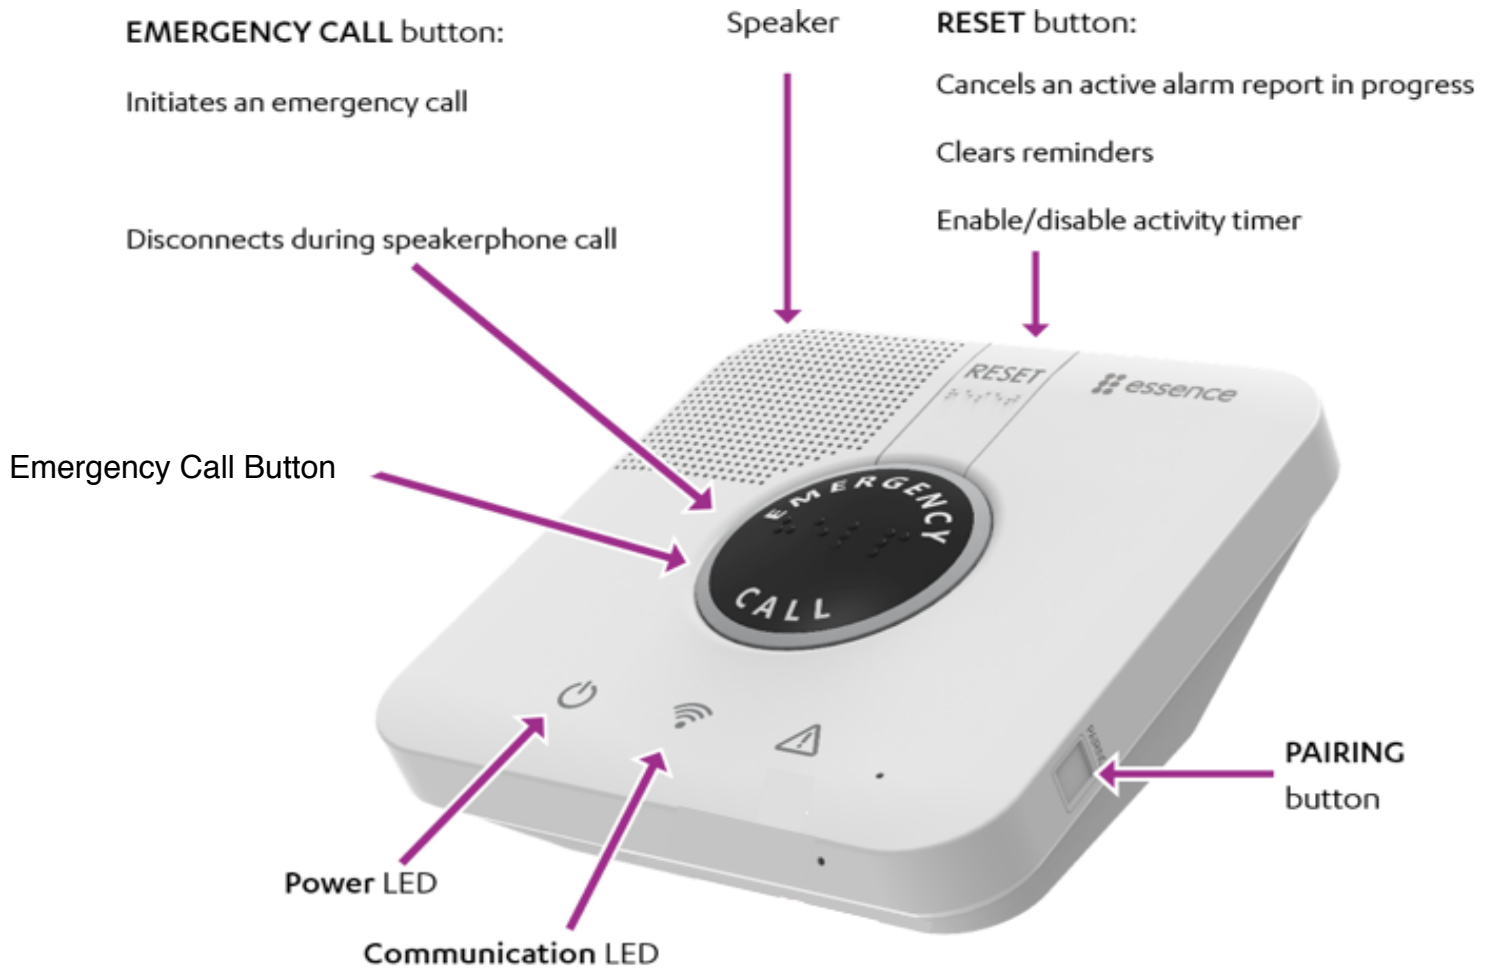 EMERGENCY CALL button:
Initiates an emergency call
Disconnects during speakerphone call
Speaker
RESET button:
Cancels an active alarm report in progress
Clears reminders
Enable/disable activity timer
RESET
essence
Emergency Call Button
EMERGENCY
CALL
PAIRING
PAIRING
button
Power LED
Communication LED